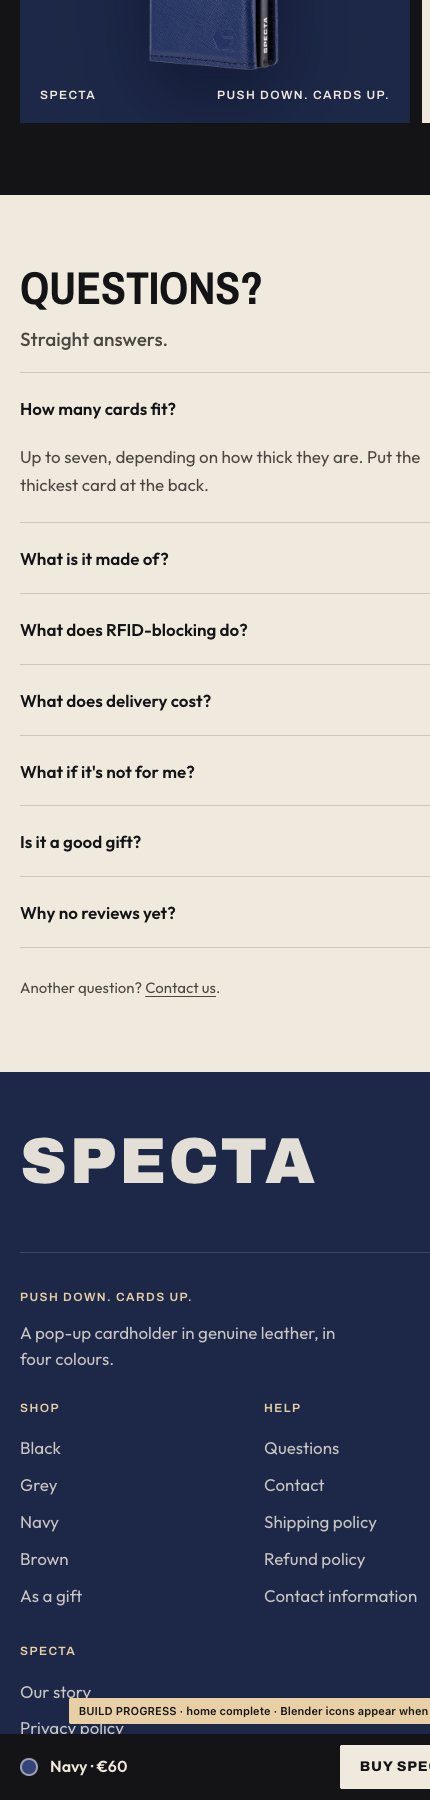 SPECTA
SPECTA
PUSH DOWN. CARDS UP.
QUESTIONS?
Straight answers.
How many cards fit?
Up to seven, depending on how thick they are. Put the
thickest card at the back.
What is it made of?
What does RFID-blocking do?
What does delivery cost?
What if it's not for me?
Is it a good gift?
Why no reviews yet?
Another question? Contact us.
SPECTA
PUSH DOWN. CARDS UP.
A pop-up cardholder in genuine leather, in
four colours.
SHOP
Black
Grey
Navy
Brown
As a gift
HELP
Questions
Contact
Shipping policy
Refund policy
Contact information
SPECTA
Our story
Privacy policy
BUILD PROGRESS · home complete · Blender icons appear when
Navy · €60
BUY SPE